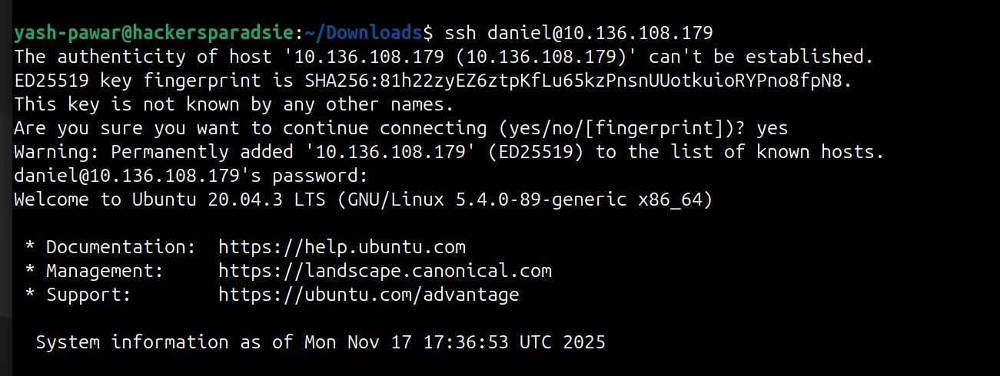 yash-pawar@hackersparadsie:~/Downloads$ ssh daniel@10.136.108.179
The authenticity of host '10.136.108.179 (10.136.108.179)' can't be established.
ED25519 key fingerprint is SHA256:81h22zyEZ6ztpKfLu65kzPnsnUUotkuioRYPno8fpN8.
This key is not known by any other names.
Are you sure you want to continue connecting (yes/no/[fingerprint])? yes
Warning: Permanently added '10.136.108.179' (ED25519) to the list of known hosts.
daniel@10.136.108.179's password:
Welcome to Ubuntu 20.04.3 LTS (GNU/Linux 5.4.0-89-generic x86_64)
* Documentation:  https://help.ubuntu.com
* Management:     https://landscape.canonical.com
* Support:        https://ubuntu.com/advantage
System information as of Mon Nov 17 17:36:53 UTC 2025